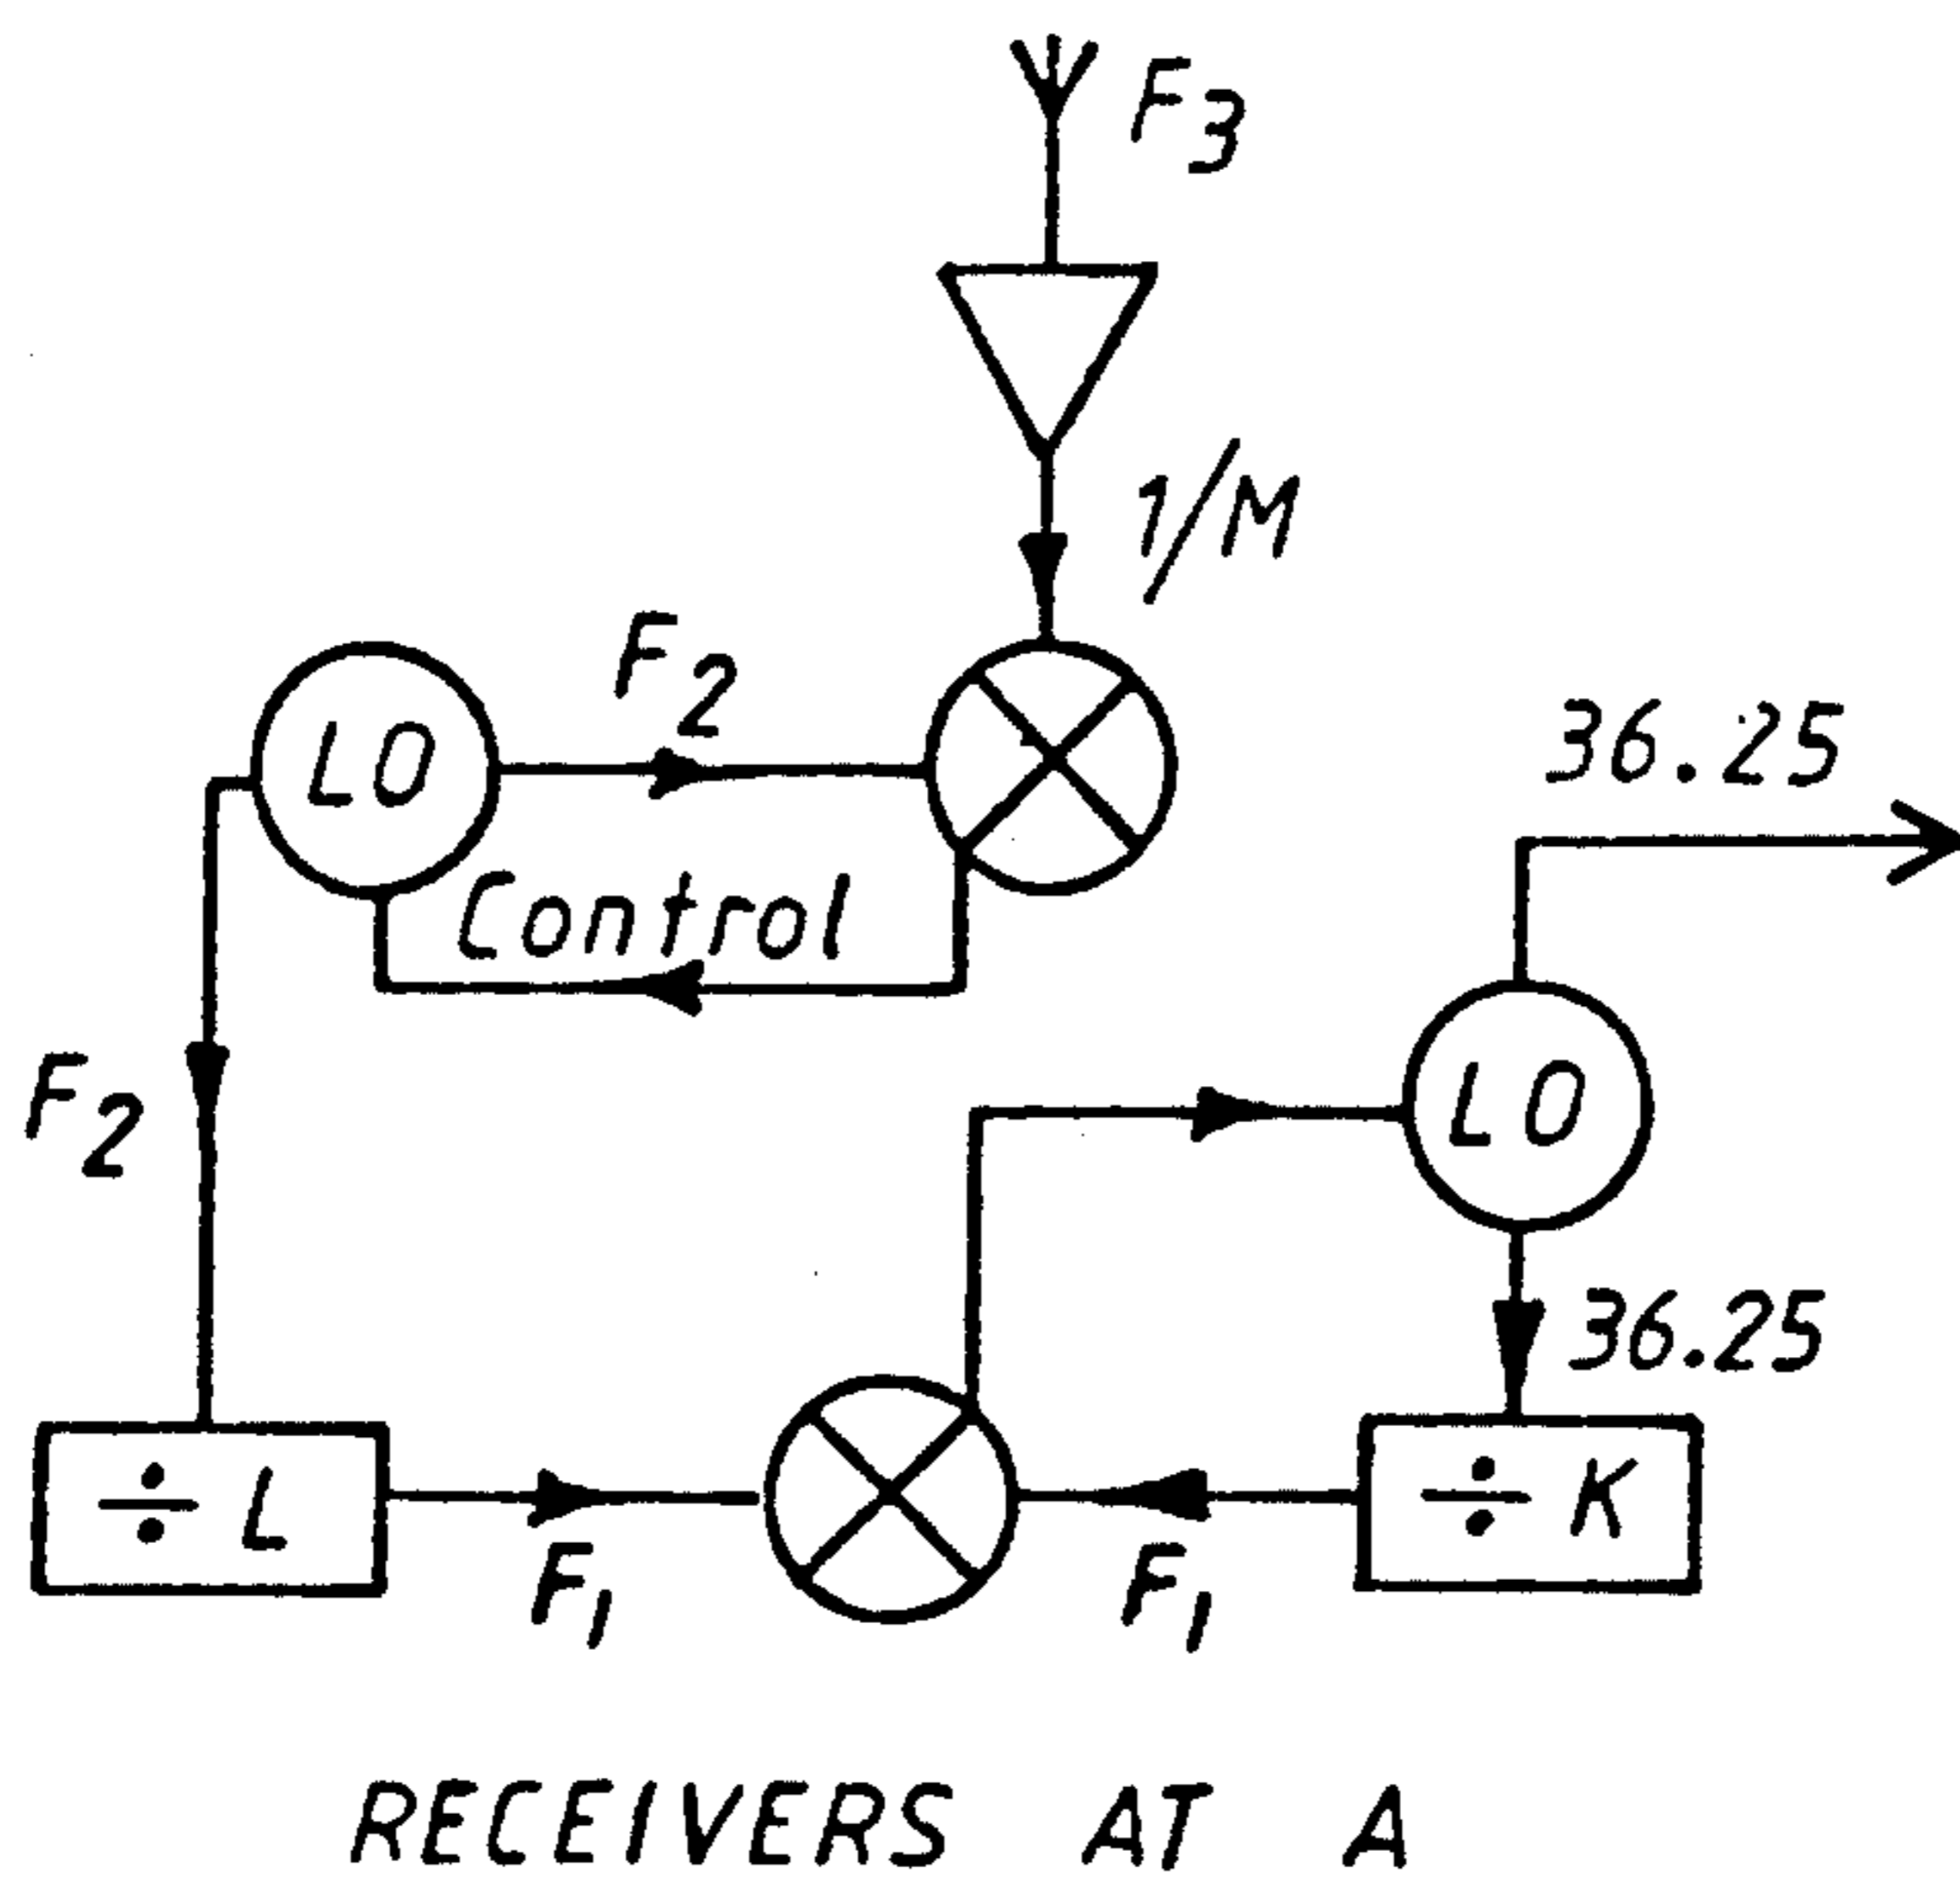 F3
1/M
F2
LO
36.25
Control
F2
LO
36.25
÷ L
÷ K
F1
F1
RECEIVERS AT A